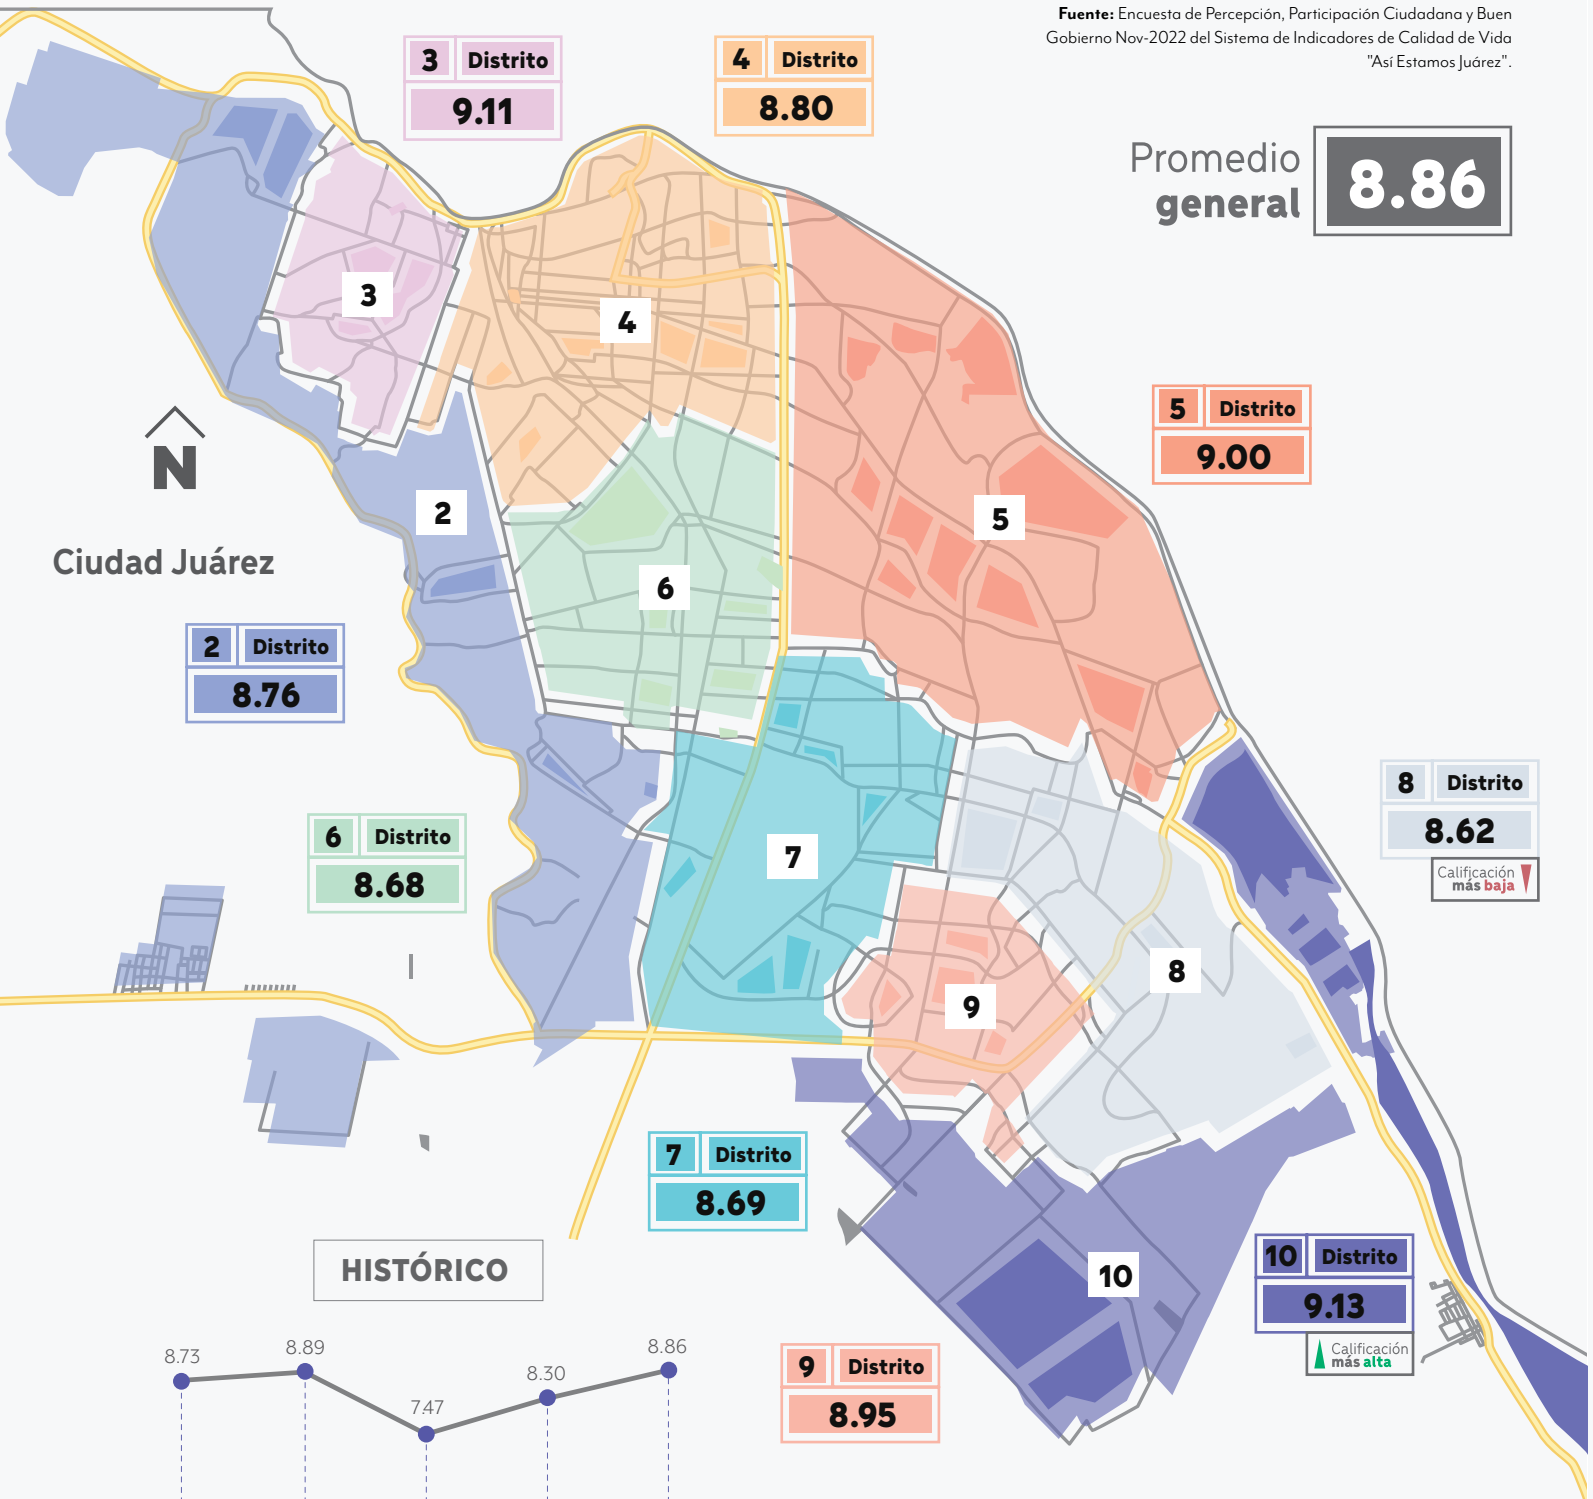 Fuente: Encuesta de Percepción, Participación Ciudadana y Buen
Gobierno Nov-2022 del Sistema de Indicadores de Calidad de Vida
"Así Estamos Juárez".
3 Distrito
9.11
4 Distrito
8.80
Promedio
general
8.86
3
4
5 Distrito
9.00
N
2
5
Ciudad Juárez
6
2 Distrito
8.76
8 Distrito
8.62
Calificación
más baja
6 Distrito
8.68
7
8
9
7 Distrito
8.69
10 Distrito
9.13
Calificación
más alta
10
HISTÓRICO
8.73
8.89
7.47
8.30
8.86
9 Distrito
8.95